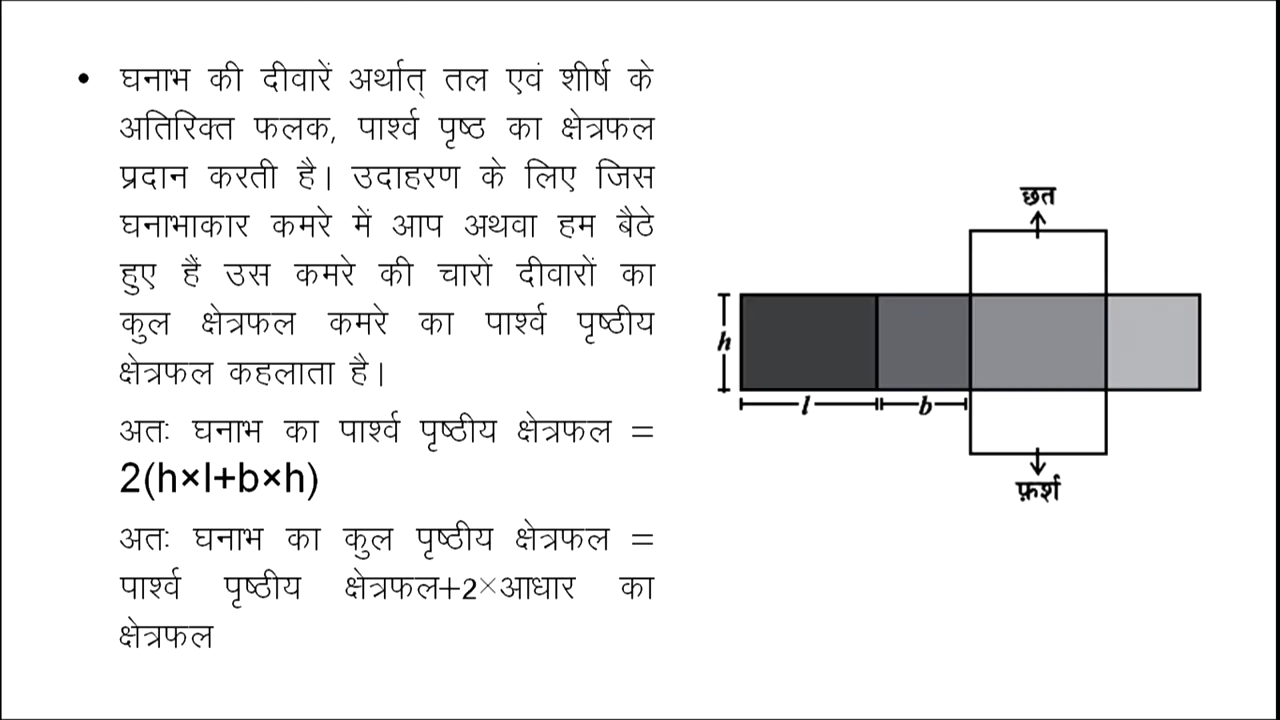 • घनाभ की दीवारें अर्थात् तल एवं शीर्ष के
अतिरिक्त फलक, पार्श्व पृष्ठ का क्षेत्रफल
प्रदान करती है। उदाहरण के लिए जिस
घनाभाकार कमरे में आप अथवा हम बैठे
हुए हैं उस कमरे की चारों दीवारों का
कुल क्षेत्रफल कमरे का पार्श्व पृष्ठीय
क्षेत्रफल कहलाता है।
अतः घनाभ का पार्श्व पृष्ठीय क्षेत्रफल =
2(h×l+b×h)
अतः घनाभ का कुल पृष्ठीय क्षेत्रफल =
पार्श्व पृष्ठीय क्षेत्रफल+2×आधार का
क्षेत्रफल
छत
h
l b
फ़र्श